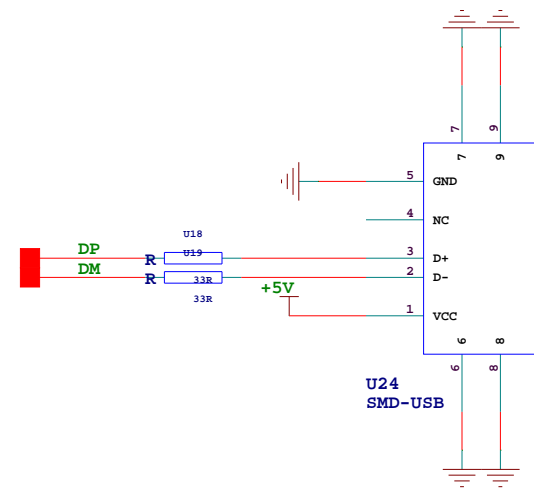 7
9
7
9
5
GND
4
NC
U18
DP
R
U19
3
D+
DM
R
33R
2
D-
33R
+5V
1
VCC
6
8
6
8
U24
SMD-USB